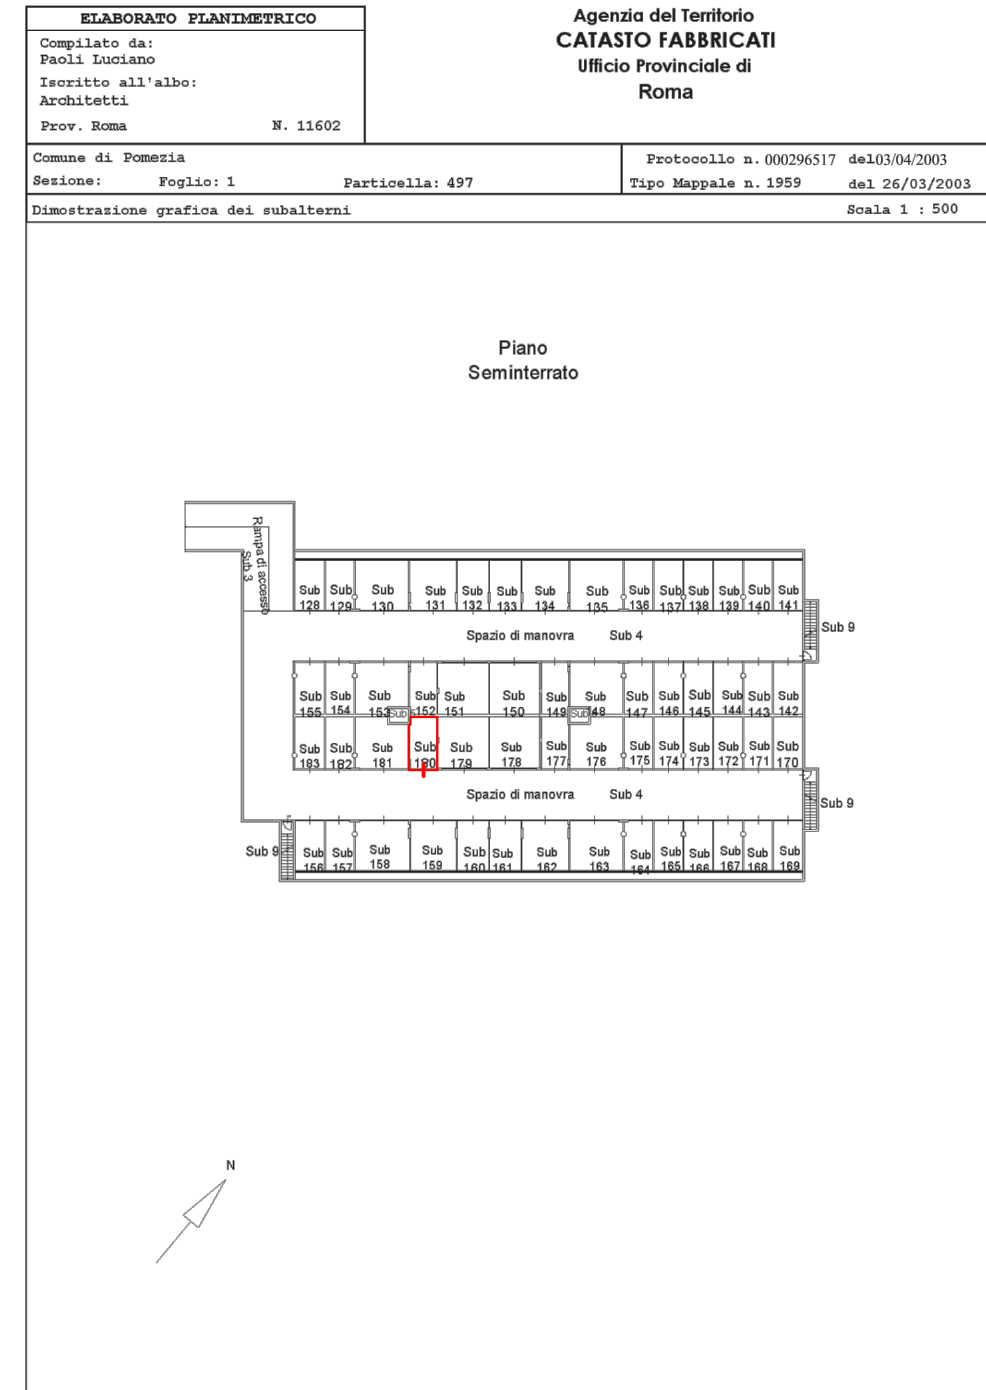 ELABORATO PLANIMETRICO
Compilato da:
Paoli Luciano
Iscritto all'albo:
Architetti
Prov. Roma N. 11602
Agenzia del Territorio
CATASTO FABBRICATI
Ufficio Provinciale di
Roma
Comune di Pomezia
Sezione: Foglio: 1 Particella: 497
Protocollo n. 000296517 del 03/04/2003
Tipo Mappale n. 1959 del 26/03/2003
Dimostrazione grafica dei subalterni Scala 1 : 500
Piano
Seminterrato
Rampa di accesso
Sub 3
Sub Sub Sub Sub Sub Sub Sub Sub Sub Sub Sub Sub Sub Sub
128 129 130 131 132 133 134 135 136 137 138 139 140 141
Spazio di manovra Sub 4
Sub 9
Sub Sub Sub Sub Sub Sub Sub Sub Sub Sub Sub Sub Sub Sub
155 154 153 152 151 150 149 148 147 146 145 144 143 142
Sub Sub
Sub Sub Sub Sub Sub Sub Sub Sub Sub Sub Sub Sub Sub Sub
183 182 181 180 179 178 177 176 175 174 173 172 171 170
Spazio di manovra Sub 4
Sub 9
Sub 9
Sub Sub Sub Sub Sub Sub Sub Sub Sub Sub Sub Sub Sub Sub
156 157 158 159 160 161 162 163 164 165 166 167 168 169
N